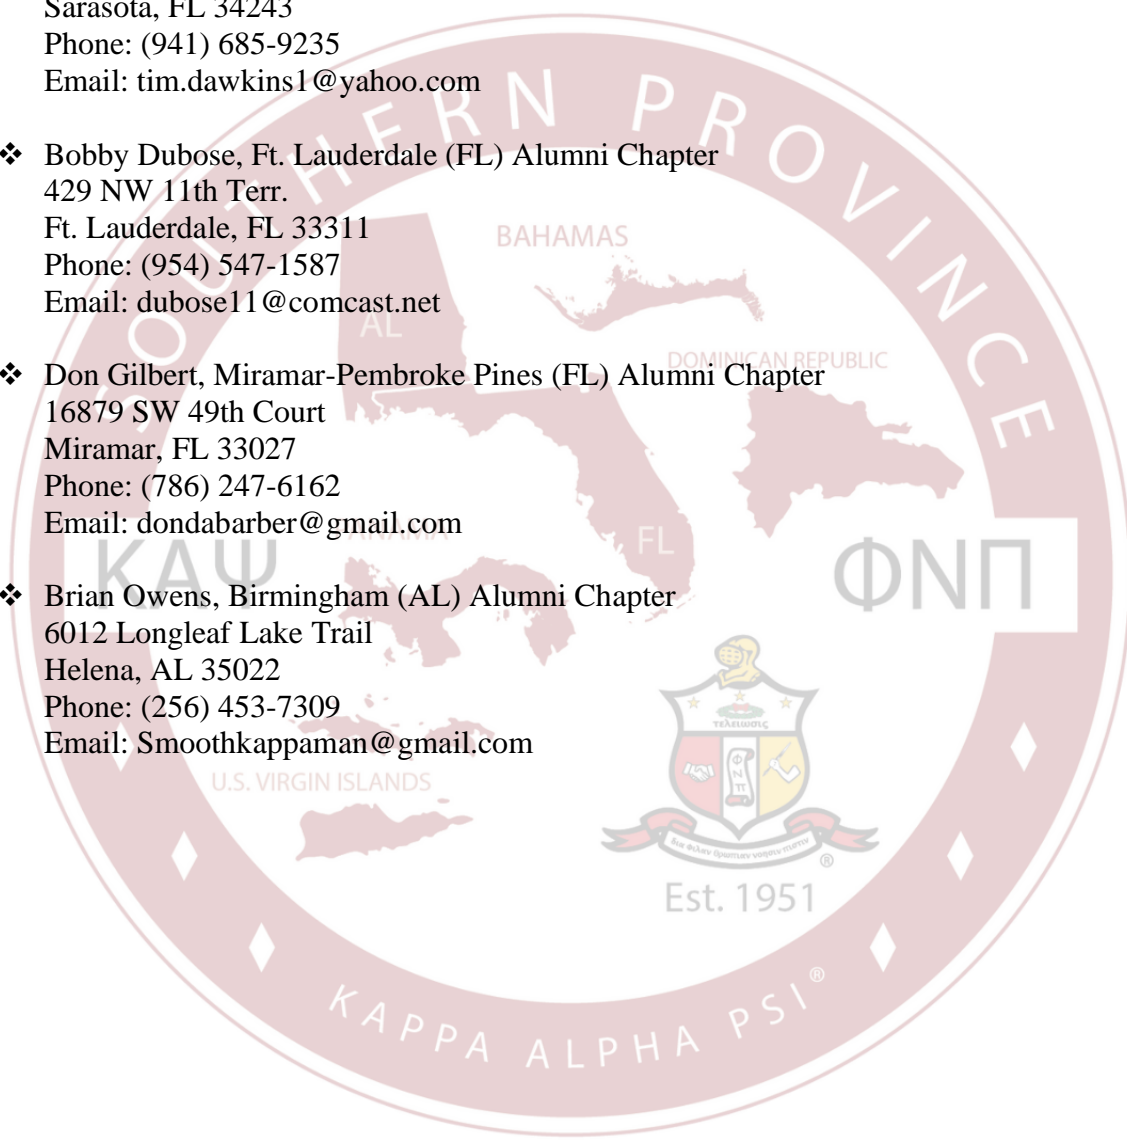 Sarasota, FL 34243
Phone: (941) 685-9235
Email: tim.dawkins1@yahoo.com
❖ Bobby Dubose, Ft. Lauderdale (FL) Alumni Chapter
429 NW 11th Terr.
Ft. Lauderdale, FL 33311
Phone: (954) 547-1587
Email: dubose11@comcast.net
❖ Don Gilbert, Miramar-Pembroke Pines (FL) Alumni Chapter
16879 SW 49th Court
Miramar, FL 33027
Phone: (786) 247-6162
Email: dondabarber@gmail.com
❖ Brian Owens, Birmingham (AL) Alumni Chapter
6012 Longleaf Lake Trail
Helena, AL 35022
Phone: (256) 453-7309
Email: Smoothkappaman@gmail.com
SOUTHERN PROVINCE
BAHAMAS
AL
DOMINICAN REPUBLIC
PANAMA
FL
ΚΑΨ
ΦΝΠ
U.S. VIRGIN ISLANDS
τελειωσις
Φ
Ν
Π
®
Est. 1951
KAPPA ALPHA PSI®